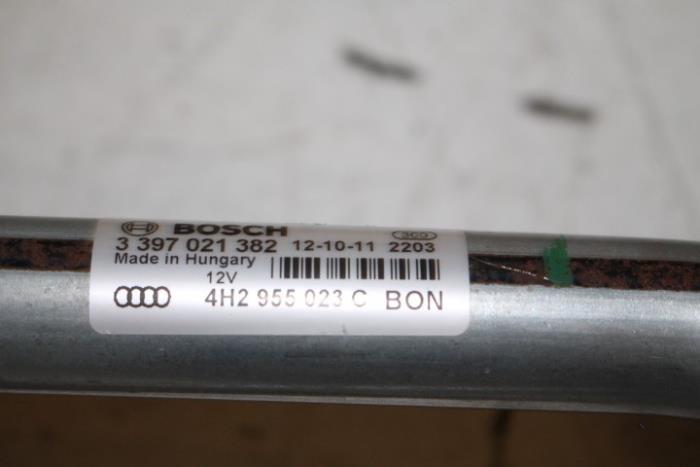 BOSCH
3 397 021 382 12-10-11 2203
Made in Hungary
12V
4H2 955 023 C BON